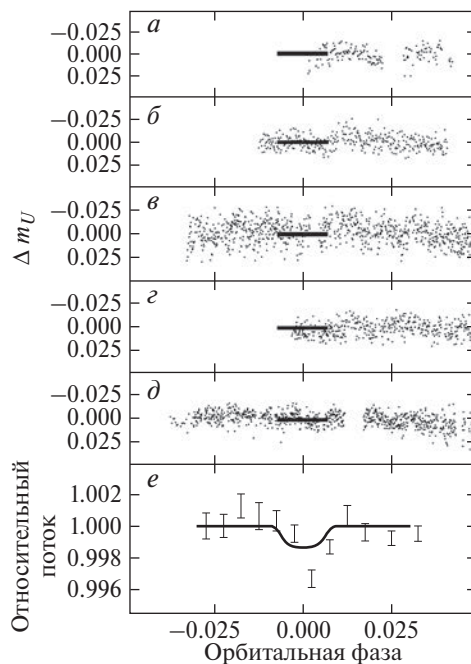 а
−0.025
0.000
0.025
б
−0.025
0.000
0.025
в
−0.025
0.000
0.025
Δ m_U
г
−0.025
0.000
0.025
д
−0.025
0.000
0.025
е
1.002
1.000
0.998
0.996
Относительный
поток
−0.025 0.000 0.025
Орбитальная фаза